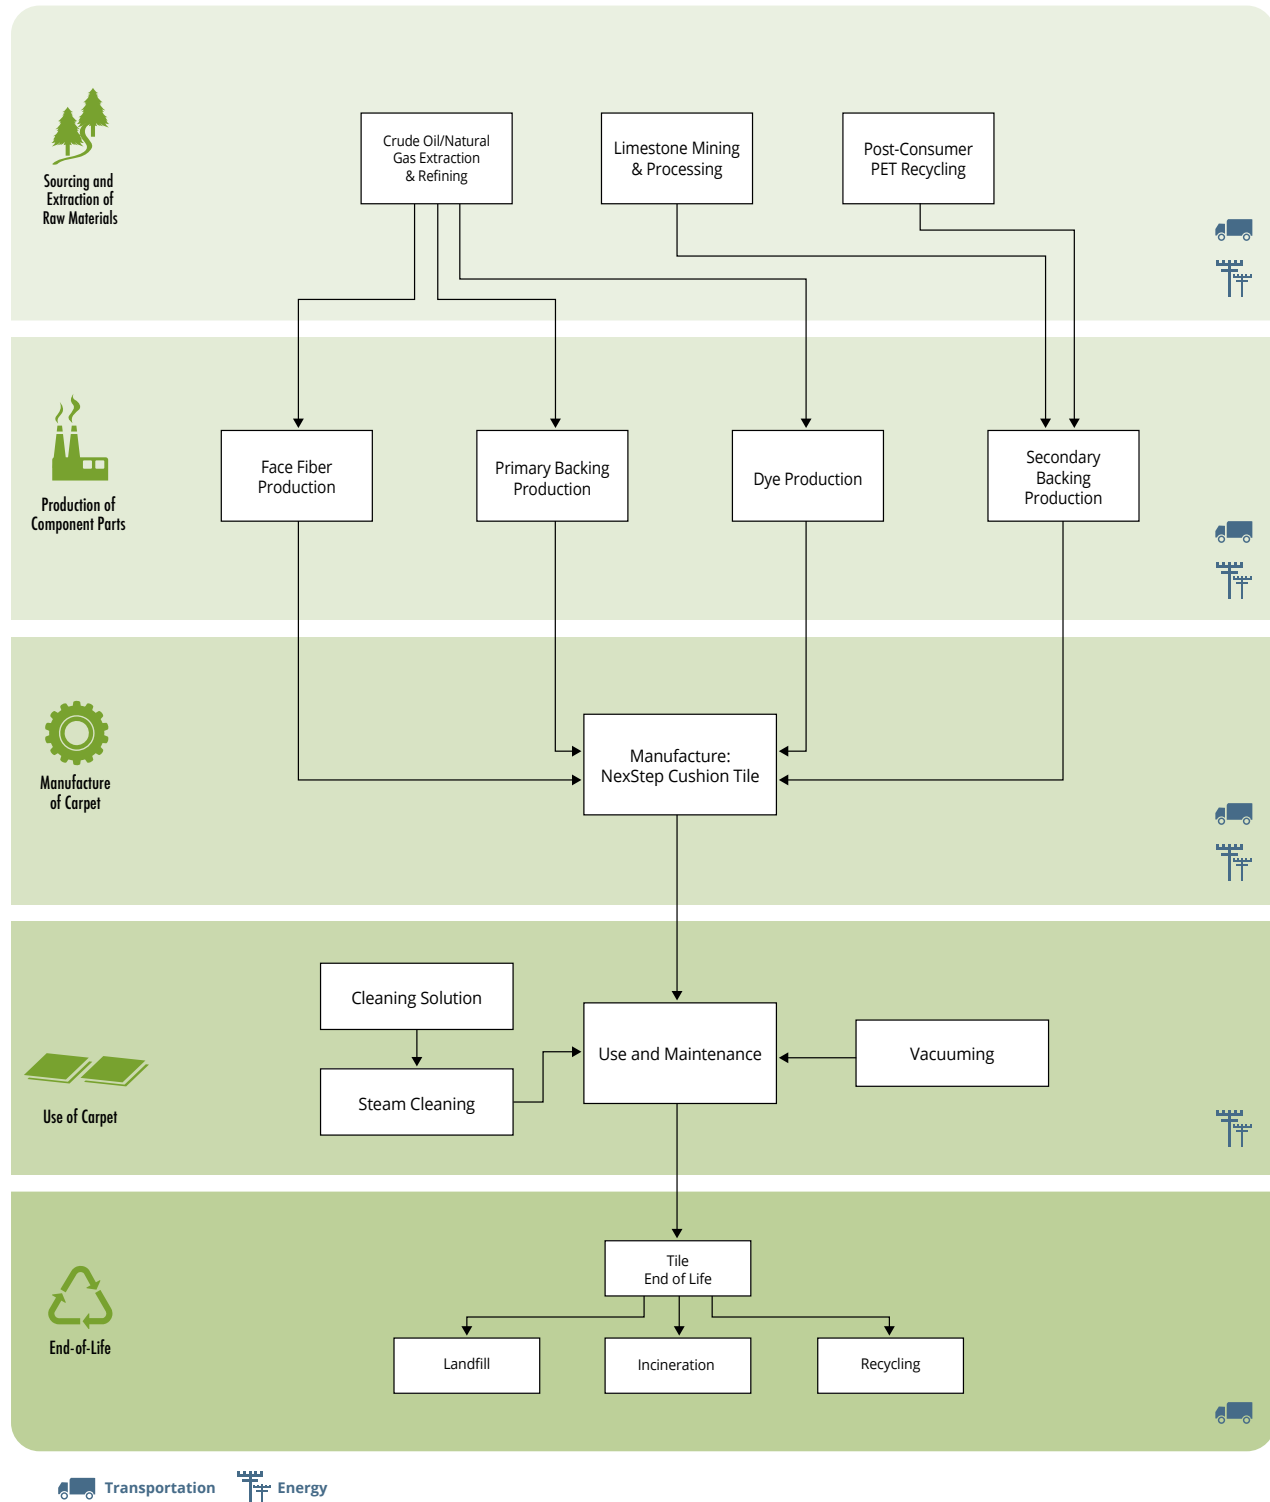 Sourcing and
Extraction of
Raw Materials
Crude Oil/Natural
Gas Extraction
& Refining
Limestone Mining
& Processing
Post-Consumer
PET Recycling
Production of
Component Parts
Face Fiber
Production
Primary Backing
Production
Dye Production
Secondary
Backing
Production
Manufacture
of Carpet
Manufacture:
NexStep Cushion Tile
Use of Carpet
Cleaning Solution
Steam Cleaning
Use and Maintenance
Vacuuming
End-of-Life
Tile
End of Life
Landfill
Incineration
Recycling
Transportation
Energy